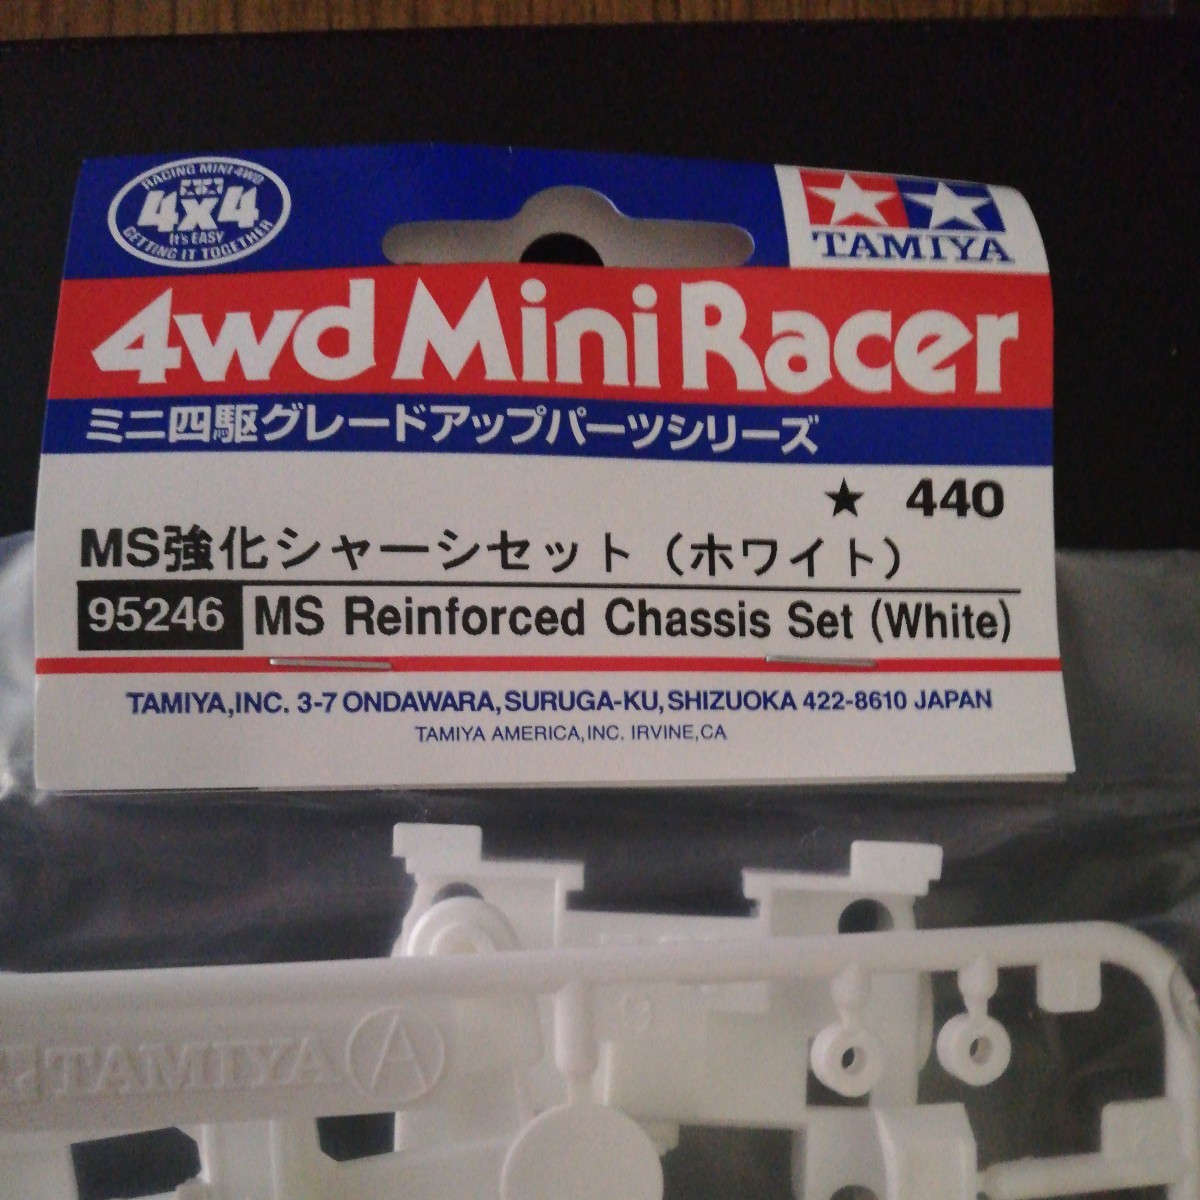 RACING MINI 4WD
4x4
It's EASY
GETTING IT TOGETHER
TAMIYA
4wd Mini Racer
ミニ四駆グレードアップパーツシリーズ
★ 440
MS強化シャーシセット（ホワイト）
95246 MS Reinforced Chassis Set (White)
TAMIYA,INC. 3-7 ONDAWARA,SURUGA-KU,SHIZUOKA 422-8610 JAPAN
TAMIYA AMERICA,INC. IRVINE,CA